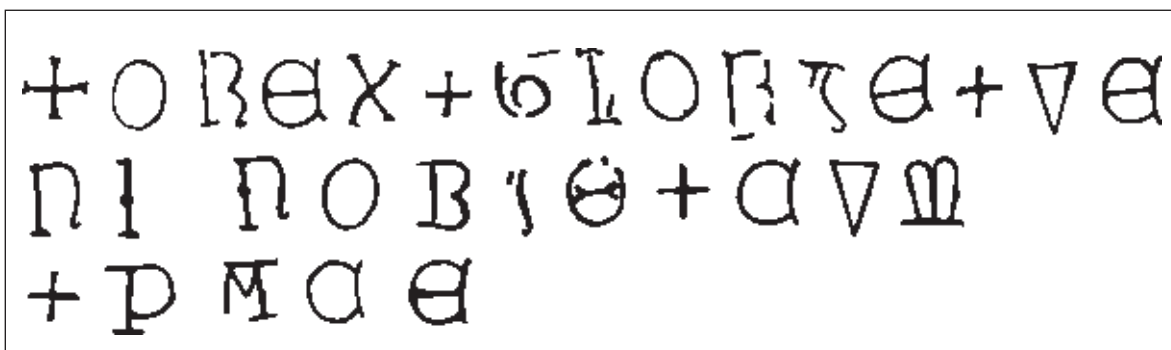 + O REX + GLORIE + VE
NI NOBIS + CVM
+ PACE